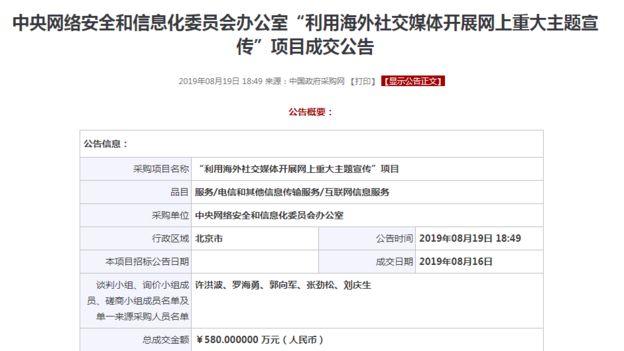 中央网络安全和信息化委员会办公室“利用海外社交媒体开展网上重大主题宣
传”项目成交公告
2019年08月19日 18:49 来源：中国政府采购网 【打印】 【显示公告正文】
公告概要：
公告信息：
采购项目名称 “利用海外社交媒体开展网上重大主题宣传”项目
品目 服务/电信和其他信息传输服务/互联网信息服务
采购单位 中央网络安全和信息化委员会办公室
行政区域 北京市 公告时间 2019年08月19日 18:49
本项目招标公告日期 成交日期 2019年08月16日
谈判小组、询价小组成
员、磋商小组成员名单及
单一来源采购人员名单
许洪波、罗海勇、郭向军、张劲松、刘庆生
总成交金额 ￥580.000000 万元（人民币）